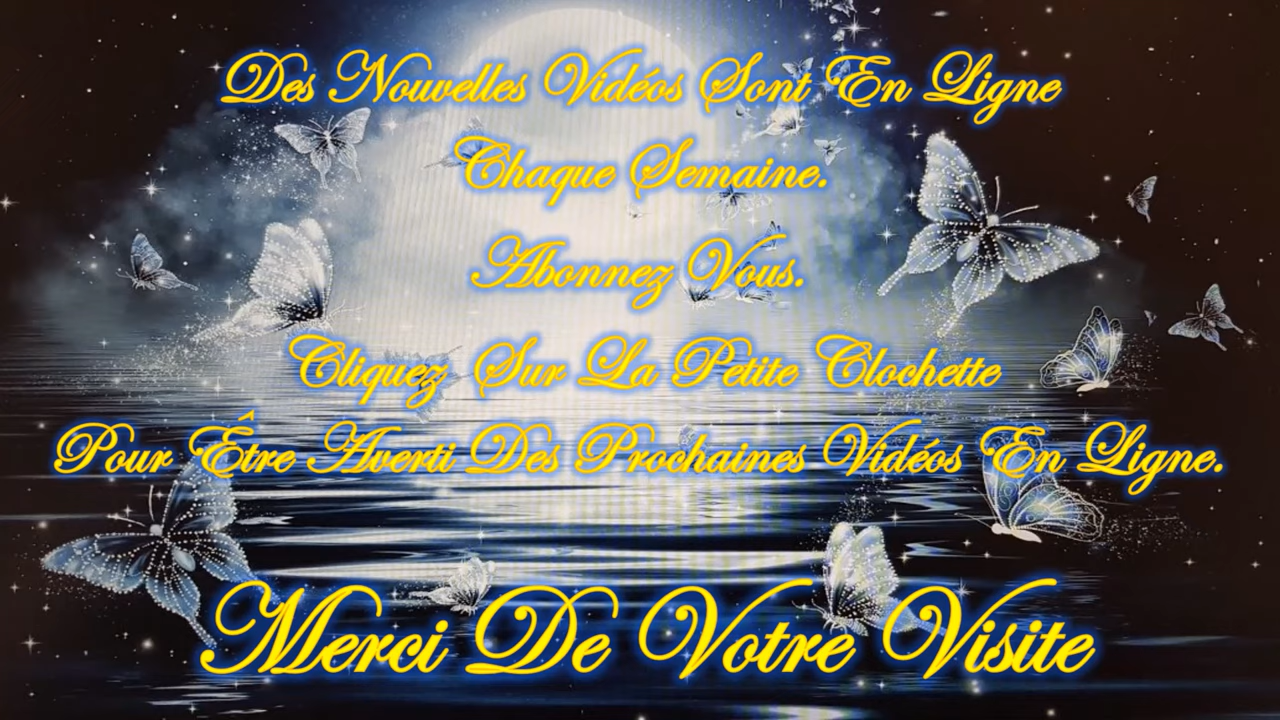 Des Nouvelles Vidéos Sont En Ligne
Chaque Semaine.
Abonnez Vous.
Cliquez Sur La Petite Clochette
Pour Être Averti Des Prochaines Vidéos En Ligne.
Merci De Votre Visite